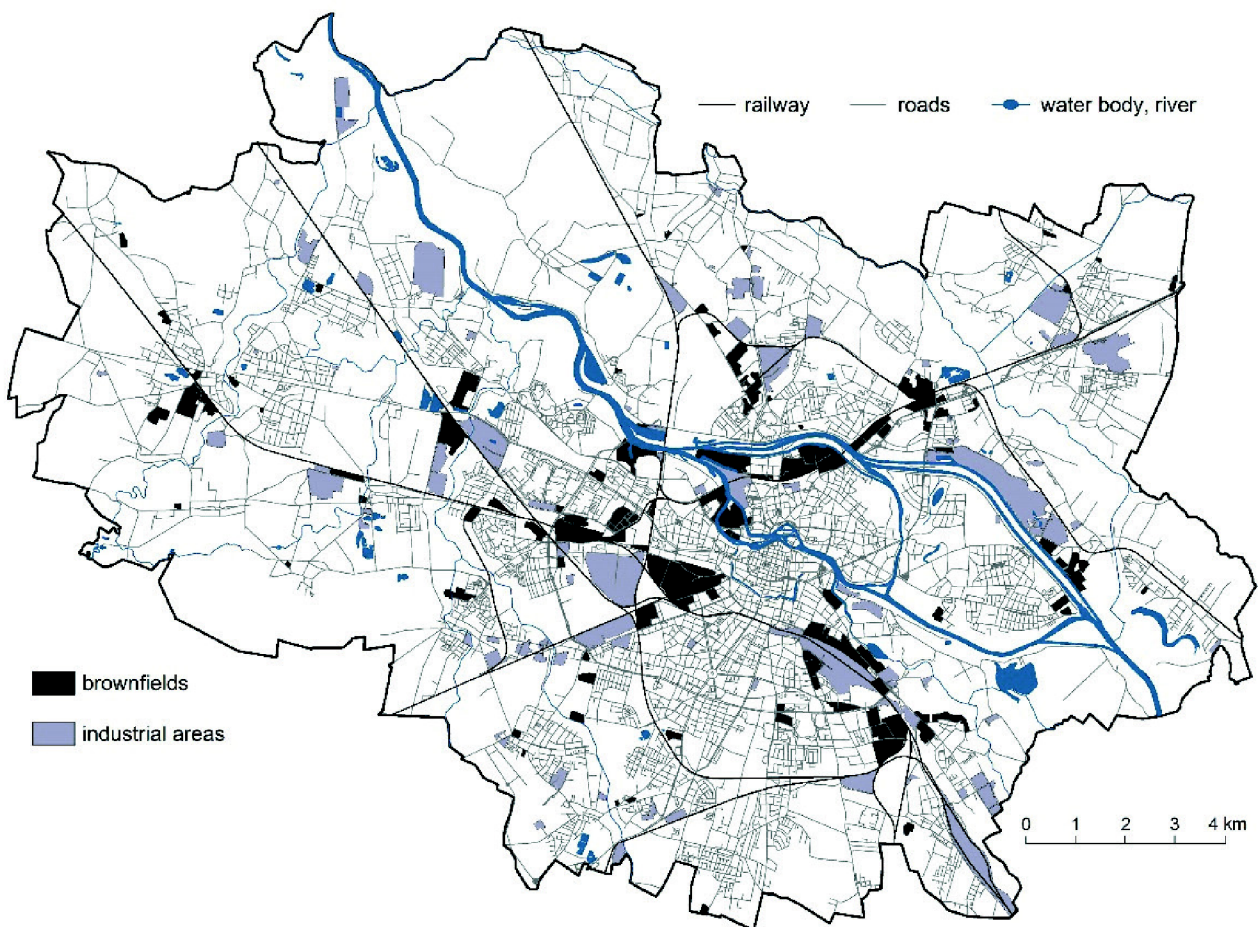 railway roads water body, river
brownfields
industrial areas
0 1 2 3 4 km